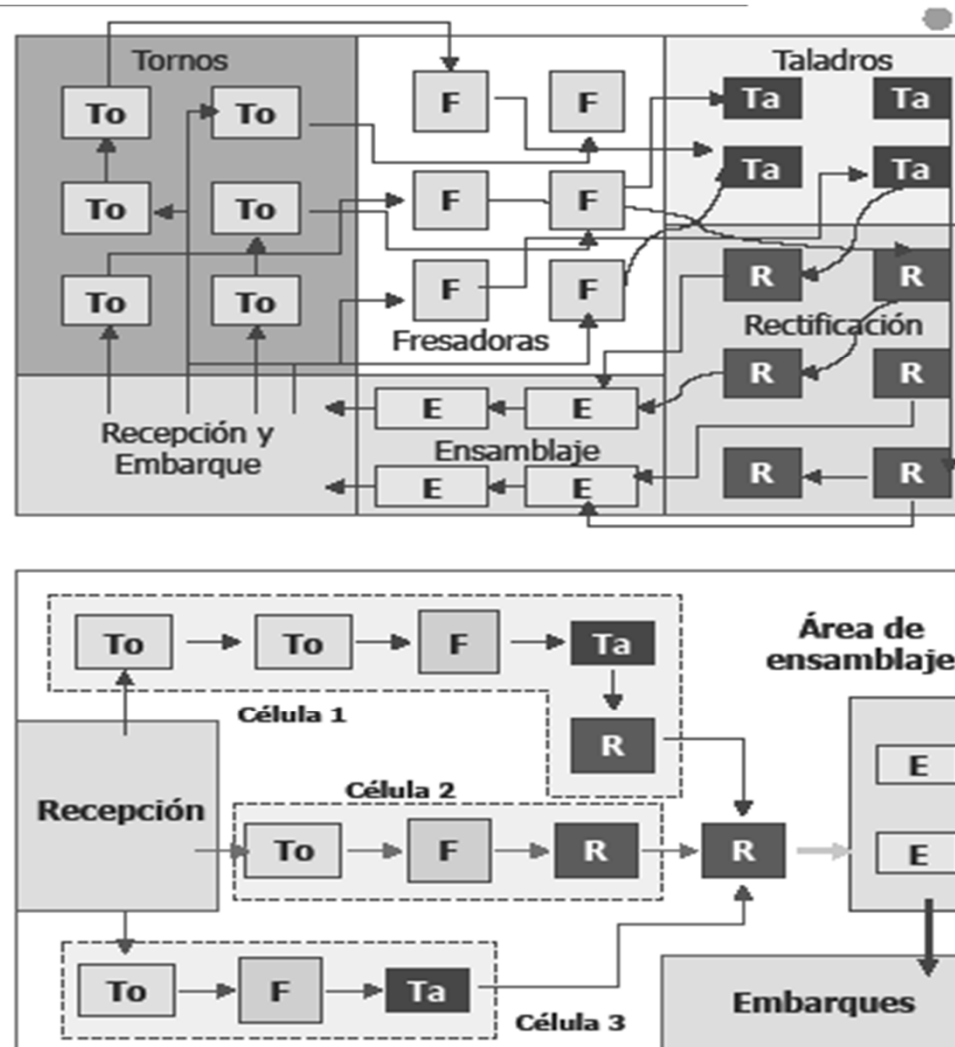 Tornos
Taladros
To
To
F
F
Ta
Ta
Ta
Ta
To
To
F
F
To
To
F
F
R
R
Fresadoras
Rectificación
R
R
E
E
Recepción y
Embarque
Ensamblaje
E
E
R
R
To
To
F
Ta
Área de
ensamblaje
Célula 1
R
E
Célula 2
Recepción
To
F
R
R
E
To
F
Ta
Embarques
Célula 3